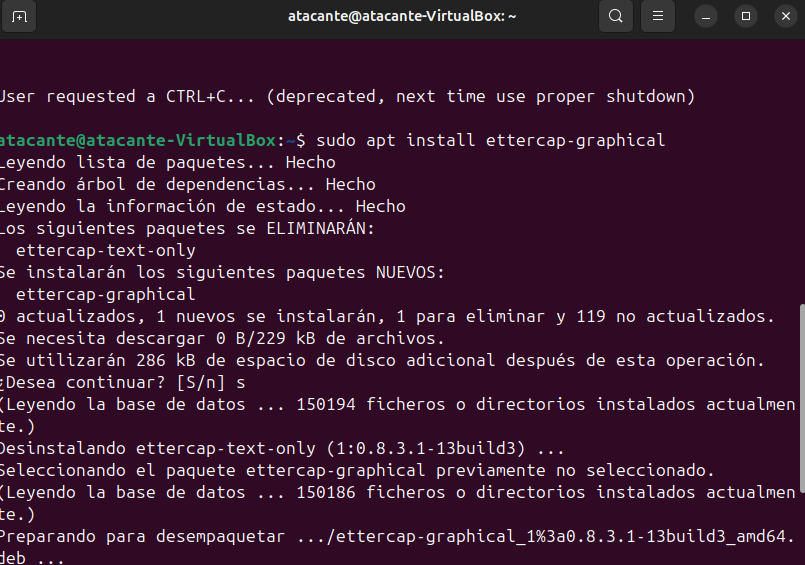 atacante@atacante-VirtualBox: ~
User requested a CTRL+C... (deprecated, next time use proper shutdown)
atacante@atacante-VirtualBox:~$ sudo apt install ettercap-graphical
Leyendo lista de paquetes... Hecho
Creando árbol de dependencias... Hecho
Leyendo la información de estado... Hecho
Los siguientes paquetes se ELIMINARÁN:
ettercap-text-only
Se instalarán los siguientes paquetes NUEVOS:
ettercap-graphical
0 actualizados, 1 nuevos se instalarán, 1 para eliminar y 119 no actualizados.
Se necesita descargar 0 B/229 kB de archivos.
Se utilizarán 286 kB de espacio de disco adicional después de esta operación.
¿Desea continuar? [S/n] s
(Leyendo la base de datos ... 150194 ficheros o directorios instalados actualmen
te.)
Desinstalando ettercap-text-only (1:0.8.3.1-13build3) ...
Seleccionando el paquete ettercap-graphical previamente no seleccionado.
(Leyendo la base de datos ... 150186 ficheros o directorios instalados actualmen
te.)
Preparando para desempaquetar .../ettercap-graphical_1%3a0.8.3.1-13build3_amd64.
deb ...